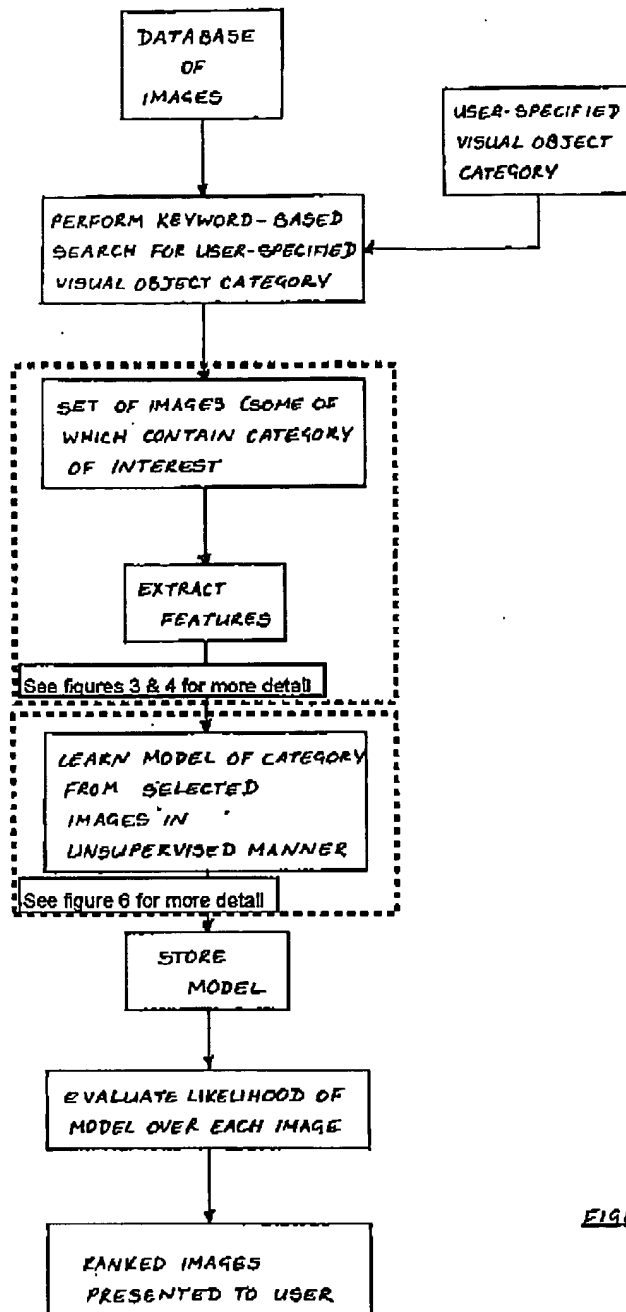 DATABASE
OF
IMAGES
USER-SPECIFIED
VISUAL OBJECT
CATEGORY
PERFORM KEYWORD-BASED
SEARCH FOR USER-SPECIFIED
VISUAL OBJECT CATEGORY
SET OF IMAGES (SOME OF
WHICH CONTAIN CATEGORY
OF INTEREST
EXTRACT
FEATURES
See figures 3 & 4 for more detail
LEARN MODEL OF CATEGORY
FROM SELECTED
IMAGES IN
UNSUPERVISED MANNER
See figure 6 for more detail
STORE
MODEL
EVALUATE LIKELIHOOD OF
MODEL OVER EACH IMAGE
RANKED IMAGES
PRESENTED TO USER